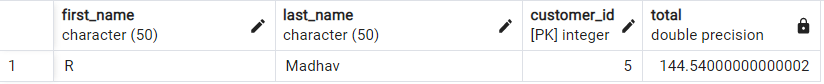 first_name last_name customer_id total
character (50) character (50) [PK] integer double precision
1 R Madhav 5 144.54000000000002